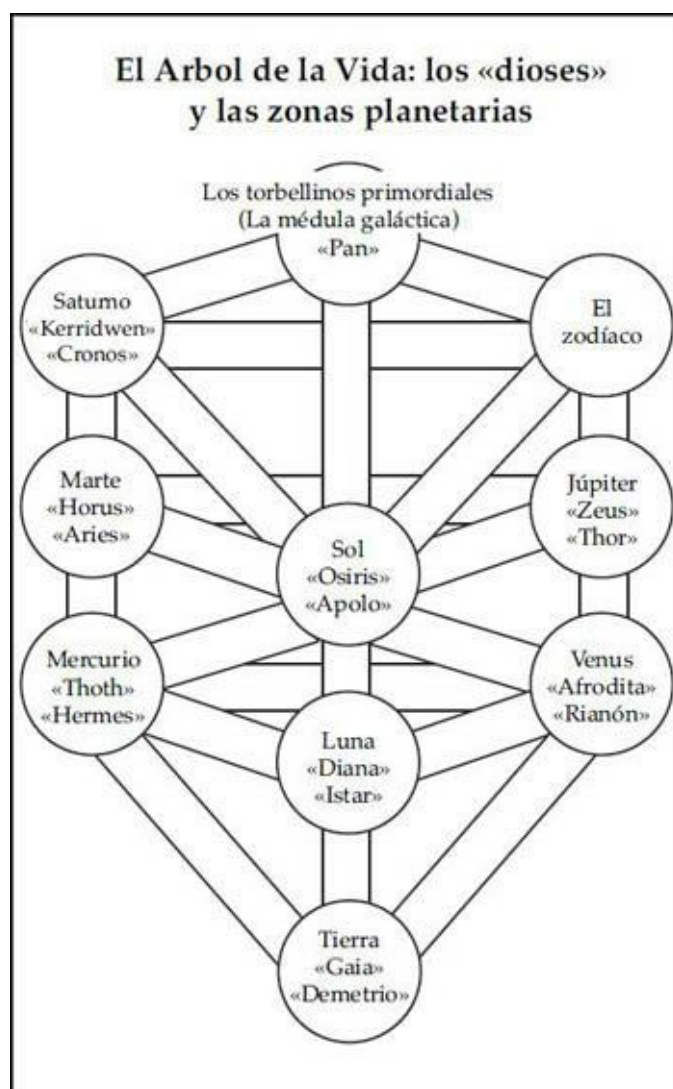 El Arbol de la Vida: los «dioses»
y las zonas planetarias
Los torbellinos primordiales
(La médula galáctica)
«Pan»
Satumo
«Kerridwen»
«Cronos»
El
zodíaco
Marte
«Horus»
«Aries»
Júpiter
«Zeus»
«Thor»
Sol
«Osiris»
«Apolo»
Mercurio
«Thoth»
«Hermes»
Venus
«Afrodita»
«Rianón»
Luna
«Diana»
«Istar»
Tierra
«Gaia»
«Demetrio»